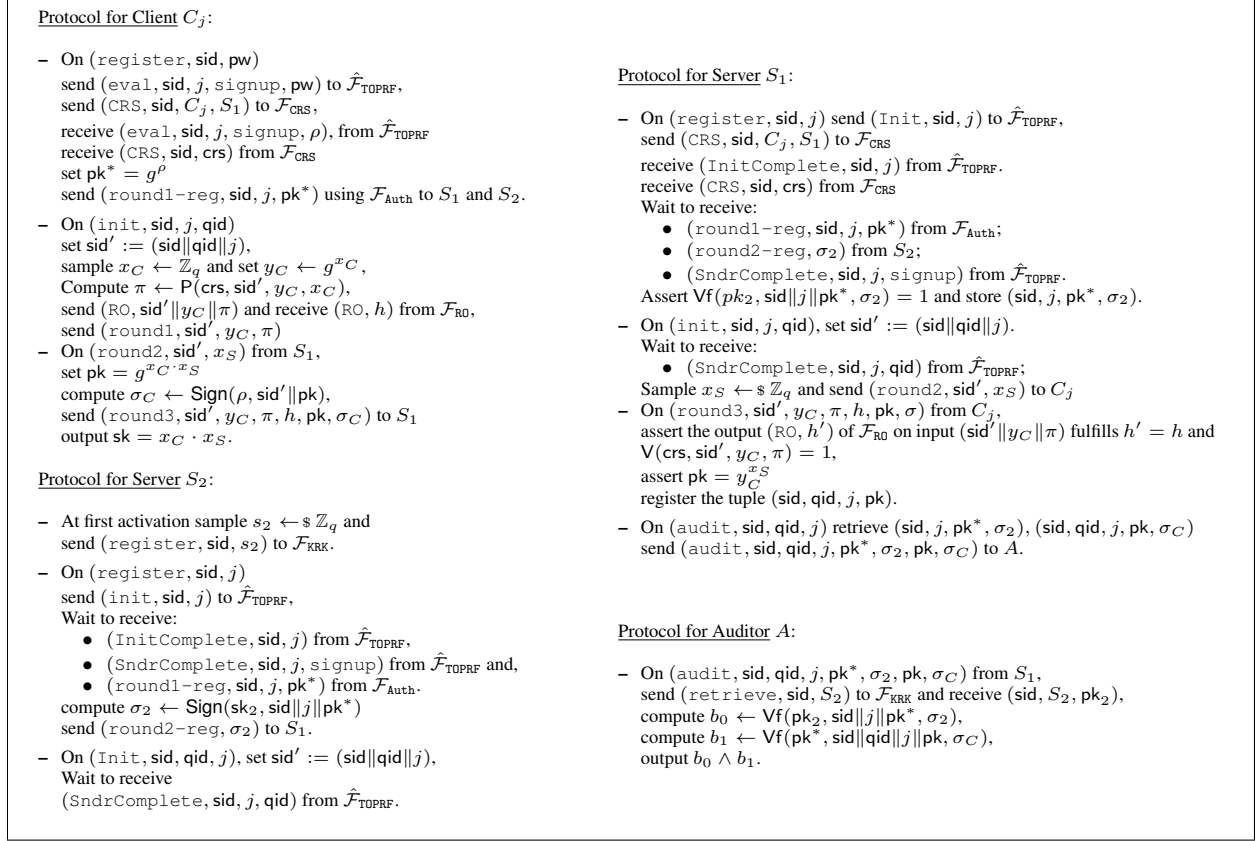 Protocol for Client C_j:
– On (register, sid, pw)
send (eval, sid, j, signup, pw) to F̂_TOPRF,
send (CRS, sid, C_j, S_1) to F_CRS,
receive (eval, sid, j, signup, ρ), from F̂_TOPRF
receive (CRS, sid, crs) from F_CRS
set pk* = g^ρ
send (round1-reg, sid, j, pk*) using F_Auth to S_1 and S_2.
– On (init, sid, j, qid)
set sid′ := (sid‖qid‖j),
sample x_C ← ℤ_q and set y_C ← g^{x_C},
Compute π ← P(crs, sid′, y_C, x_C),
send (RO, sid′‖y_C‖π) and receive (RO, h) from F_RO,
send (round1, sid′, y_C, π)
– On (round2, sid′, x_S) from S_1,
set pk = g^{x_C·x_S}
compute σ_C ← Sign(ρ, sid′‖pk),
send (round3, sid′, y_C, π, h, pk, σ_C) to S_1
output sk = x_C · x_S.
Protocol for Server S_2:
– At first activation sample s_2 ←$ ℤ_q and
send (register, sid, s_2) to F_KRK.
– On (register, sid, j)
send (init, sid, j) to F̂_TOPRF,
Wait to receive:
• (InitComplete, sid, j) from F̂_TOPRF,
• (SndrComplete, sid, j, signup) from F̂_TOPRF and,
• (round1-reg, sid, j, pk*) from F_Auth.
compute σ_2 ← Sign(sk_2, sid‖j‖pk*)
send (round2-reg, σ_2) to S_1.
– On (Init, sid, qid, j), set sid′ := (sid‖qid‖j),
Wait to receive
(SndrComplete, sid, j, qid) from F̂_TOPRF.
Protocol for Server S_1:
– On (register, sid, j) send (Init, sid, j) to F̂_TOPRF,
send (CRS, sid, C_j, S_1) to F_CRS
receive (InitComplete, sid, j) from F̂_TOPRF.
receive (CRS, sid, crs) from F_CRS
Wait to receive:
• (round1-reg, sid, j, pk*) from F_Auth;
• (round2-reg, σ_2) from S_2;
• (SndrComplete, sid, j, signup) from F̂_TOPRF.
Assert Vf(pk_2, sid‖j‖pk*, σ_2) = 1 and store (sid, j, pk*, σ_2).
– On (init, sid, j, qid), set sid′ := (sid‖qid‖j).
Wait to receive:
• (SndrComplete, sid, j, qid) from F̂_TOPRF;
Sample x_S ←$ ℤ_q and send (round2, sid′, x_S) to C_j
– On (round3, sid′, y_C, π, h, pk, σ) from C_j,
assert the output (RO, h′) of F_RO on input (sid′‖y_C‖π) fulfills h′ = h and
V(crs, sid′, y_C, π) = 1,
assert pk = y_C^{x_S}
register the tuple (sid, qid, j, pk).
– On (audit, sid, qid, j) retrieve (sid, j, pk*, σ_2), (sid, qid, j, pk, σ_C)
send (audit, sid, qid, j, pk*, σ_2, pk, σ_C) to A.
Protocol for Auditor A:
– On (audit, sid, qid, j, pk*, σ_2, pk, σ_C) from S_1,
send (retrieve, sid, S_2) to F_KRK and receive (sid, S_2, pk_2),
compute b_0 ← Vf(pk_2, sid‖j‖pk*, σ_2),
compute b_1 ← Vf(pk*, sid‖qid‖j‖pk, σ_C),
output b_0 ∧ b_1.